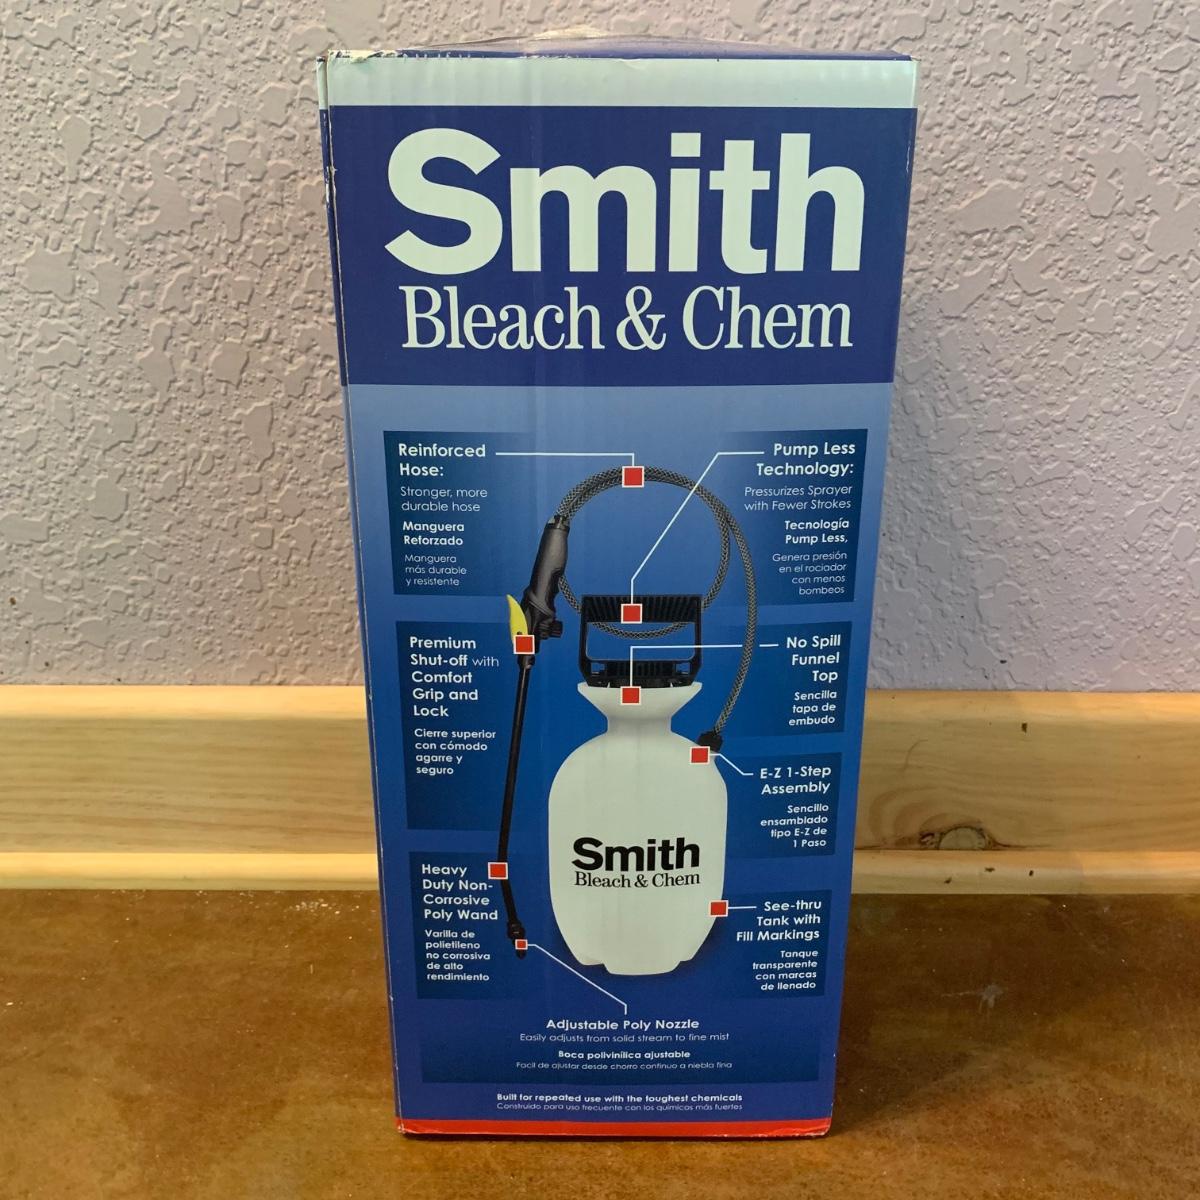 Smith
Bleach & Chem
Reinforced
Hose:
Stronger, more
durable hose
Manguera
Reforzado
Manguera
más durable
y resistente
Pump Less
Technology:
Pressurizes Sprayer
with Fewer Strokes
Tecnología
Pump Less,
Genera presión
en el rociador
con menos
bombeos
Premium
Shut-off with
Comfort
Grip and
Lock
Cierre superior
con cómodo
agarre y
seguro
No Spill
Funnel
Top
Sencilla
tapa de
embudo
E-Z 1-Step
Assembly
Sencillo
ensamblado
tipo E-Z de
1 Paso
Smith
Bleach & Chem
Heavy
Duty Non-
Corrosive
Poly Wand
Varilla de
polietileno
no corrosiva
de alto
rendimiento
See-thru
Tank with
Fill Markings
Tanque
transparente
con marcas
de llenado
Adjustable Poly Nozzle
Easily adjusts from solid stream to fine mist
Boca polivinílica ajustable
Facil de ajustar desde chorro continuo a niebla fina
Built for repeated use with the toughest chemicals
Construido para uso frecuente con los químicos más fuertes